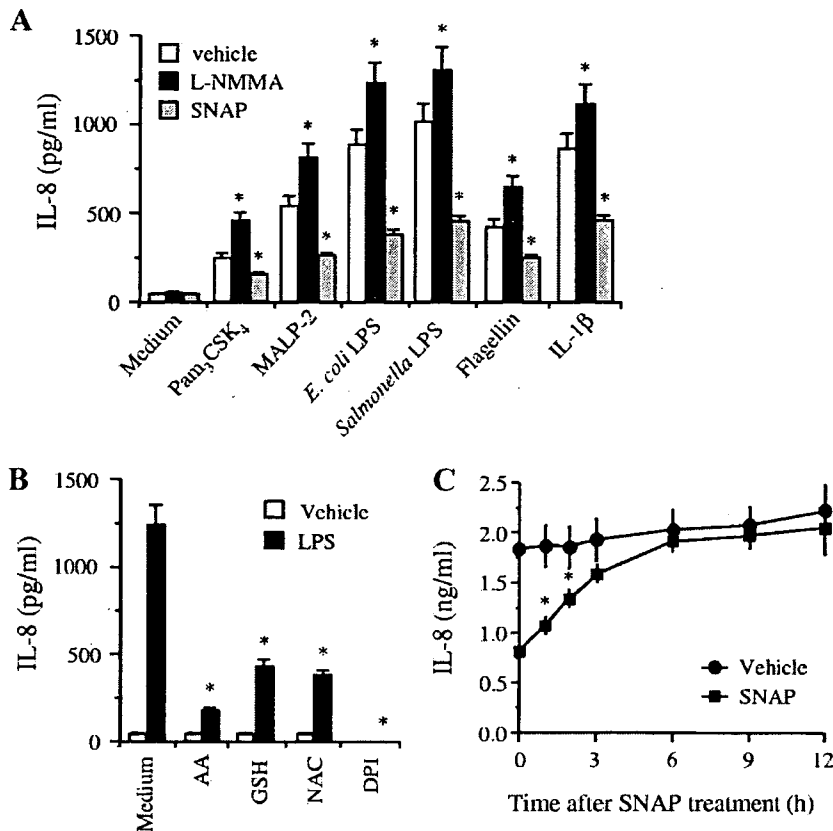 A
IL-8 (pg/ml)
1500
1000
500
0
vehicle
L-NMMA
SNAP
* * * * * *
* * * * * *
Medium
Pam₃CSK₄
MALP-2
E. coli LPS
Salmonella LPS
Flagellin
IL-1β
B
IL-8 (pg/ml)
1500
1000
500
0
Vehicle
LPS
* * * *
Medium
AA
GSH
NAC
DPI
C
IL-8 (ng/ml)
2.5
2.0
1.5
1.0
0.5
0.0
* *
Vehicle
SNAP
0 3 6 9 12
Time after SNAP treatment (h)